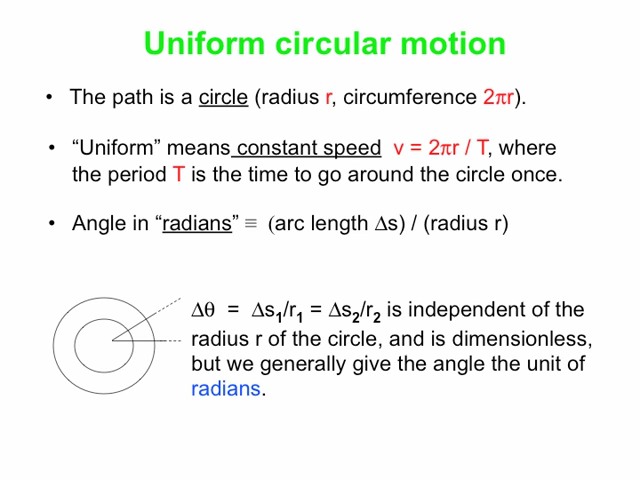 Uniform circular motion
• The path is a circle (radius r, circumference 2πr).
• “Uniform” means constant speed v = 2πr / T, where
the period T is the time to go around the circle once.
• Angle in “radians” ≡ (arc length Δs) / (radius r)
Δθ = Δs₁/r₁ = Δs₂/r₂ is independent of the
radius r of the circle, and is dimensionless,
but we generally give the angle the unit of
radians.